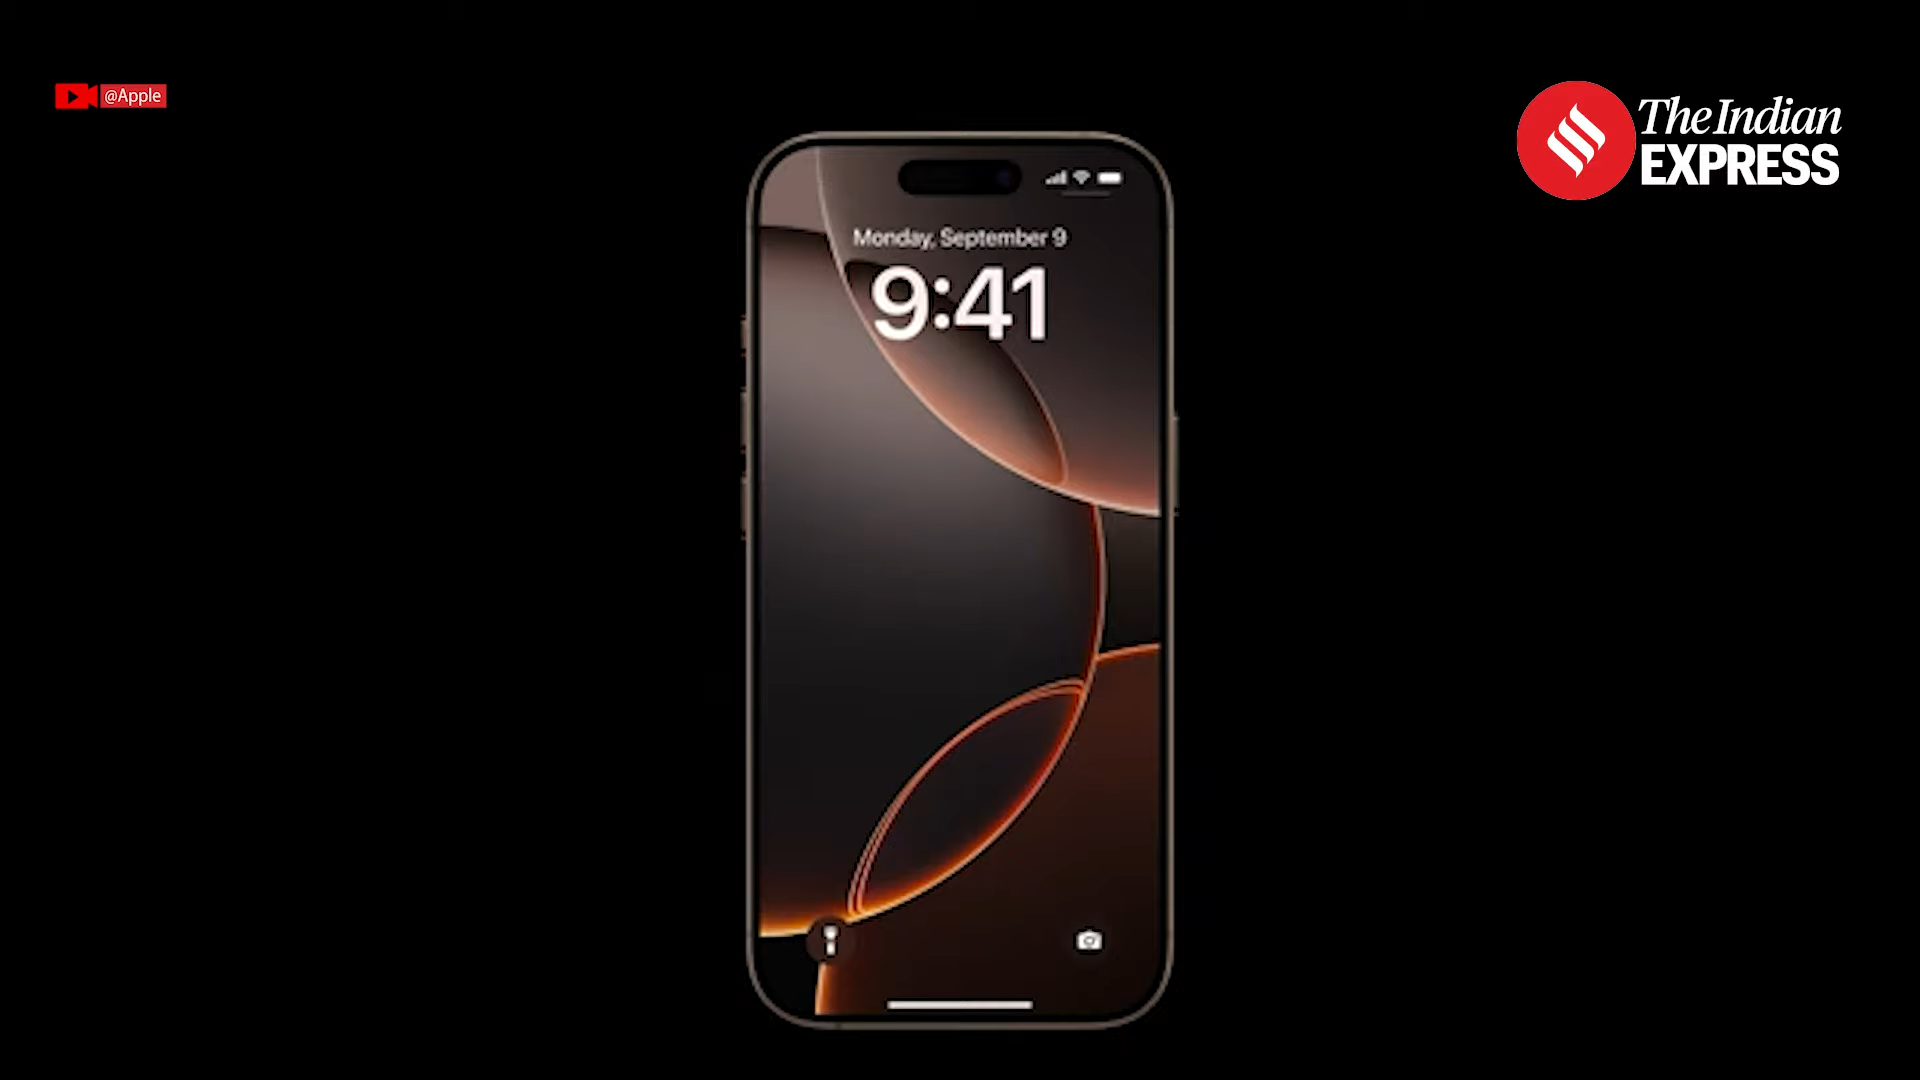 @Apple
The Indian
EXPRESS
Monday, September 9
9:41